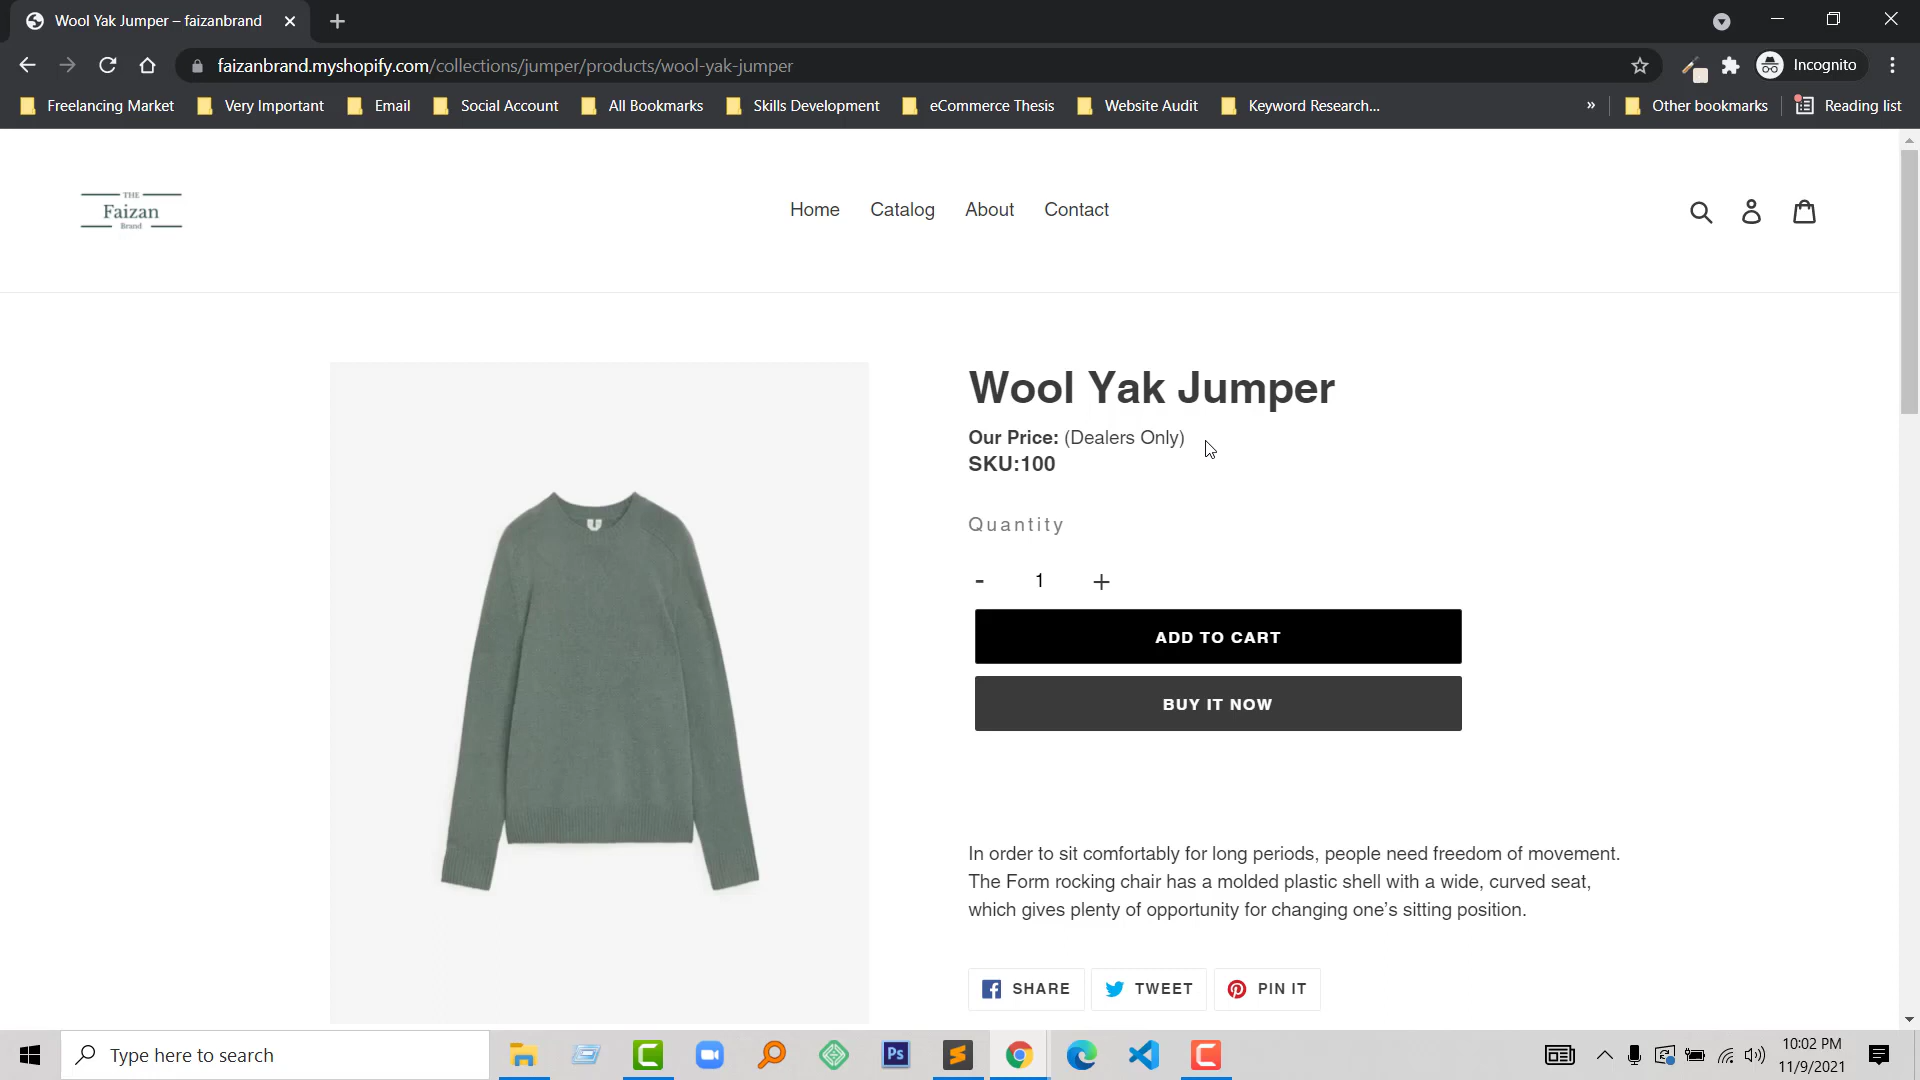 Wool Yak Jumper – faizanbrand
faizanbrand.myshopify.com/collections/jumper/products/wool-yak-jumper
Incognito
Freelancing Market
Very Important
Email
Social Account
All Bookmarks
Skills Development
eCommerce Thesis
Website Audit
Keyword Research...
»
Other bookmarks
Reading list
THE
Faizan
Brand
Home
Catalog
About
Contact
Wool Yak Jumper
Our Price: (Dealers Only)
SKU:100
Quantity
- 1 +
ADD TO CART
BUY IT NOW
In order to sit comfortably for long periods, people need freedom of movement.
The Form rocking chair has a molded plastic shell with a wide, curved seat,
which gives plenty of opportunity for changing one’s sitting position.
SHARE
TWEET
PIN IT
Type here to search
Ps
10:02 PM
11/9/2021